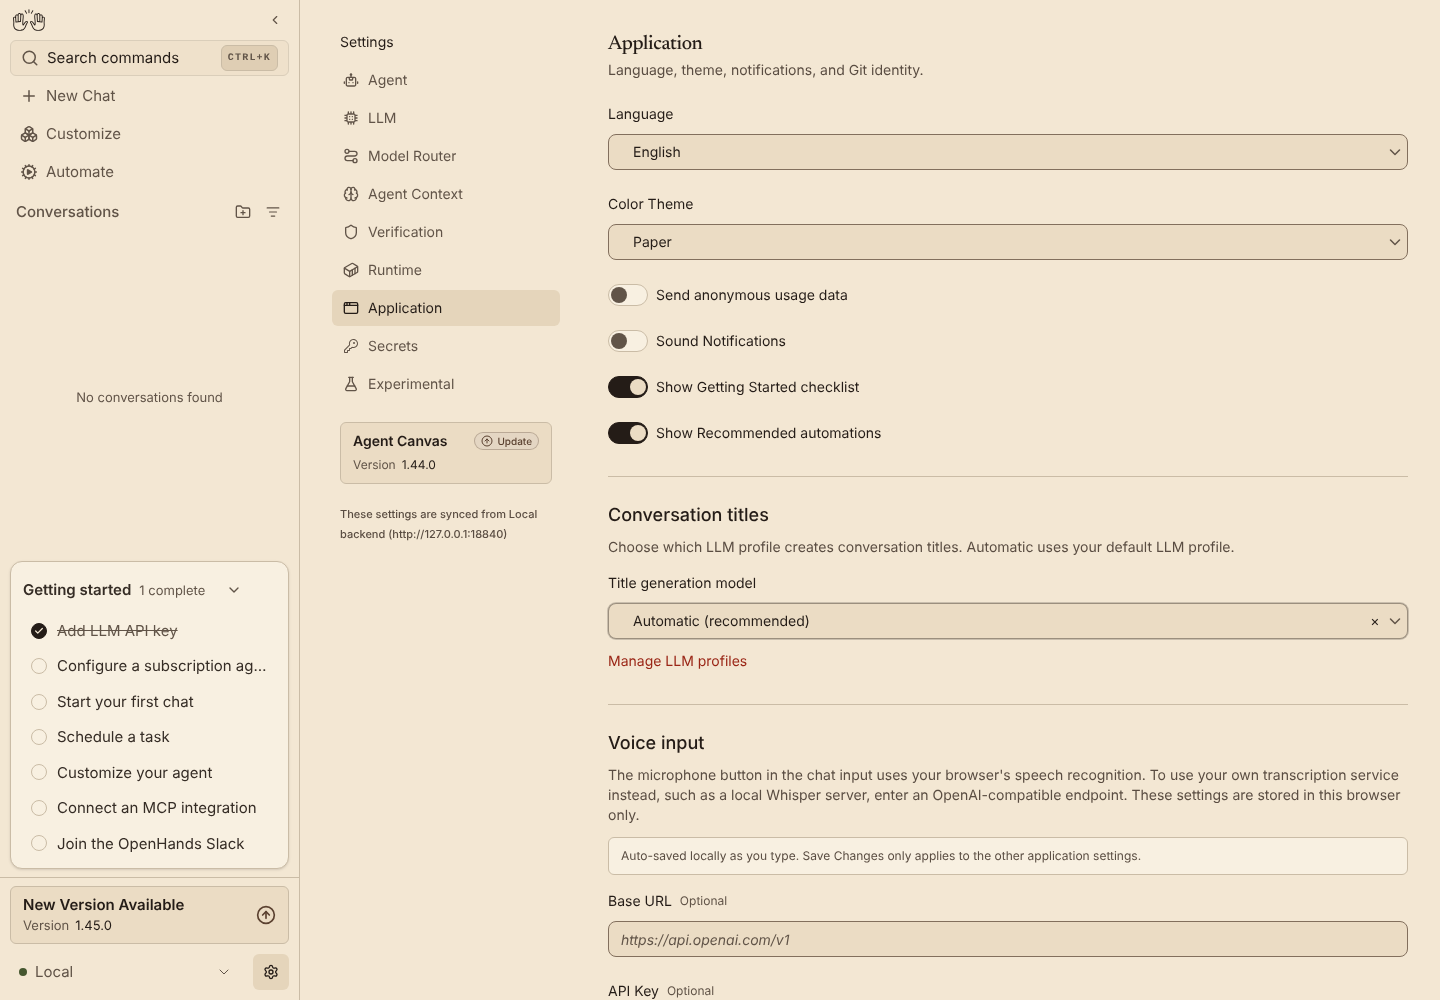 Search commands
CTRL+K
New Chat
Customize
Automate
Conversations
No conversations found
Getting started 1 complete
Add LLM API key
Configure a subscription ag...
Start your first chat
Schedule a task
Customize your agent
Connect an MCP integration
Join the OpenHands Slack
New Version Available
Version 1.45.0
Local
Settings
Agent
LLM
Model Router
Agent Context
Verification
Runtime
Application
Secrets
Experimental
Agent Canvas
Update
Version 1.44.0
These settings are synced from Local
backend (http://127.0.0.1:18840)
Application
Language, theme, notifications, and Git identity.
Language
English
Color Theme
Paper
Send anonymous usage data
Sound Notifications
Show Getting Started checklist
Show Recommended automations
Conversation titles
Choose which LLM profile creates conversation titles. Automatic uses your default LLM profile.
Title generation model
Automatic (recommended)
Manage LLM profiles
Voice input
The microphone button in the chat input uses your browser's speech recognition. To use your own transcription service
instead, such as a local Whisper server, enter an OpenAI-compatible endpoint. These settings are stored in this browser
only.
Auto-saved locally as you type. Save Changes only applies to the other application settings.
Base URL Optional
https://api.openai.com/v1
API Key Optional